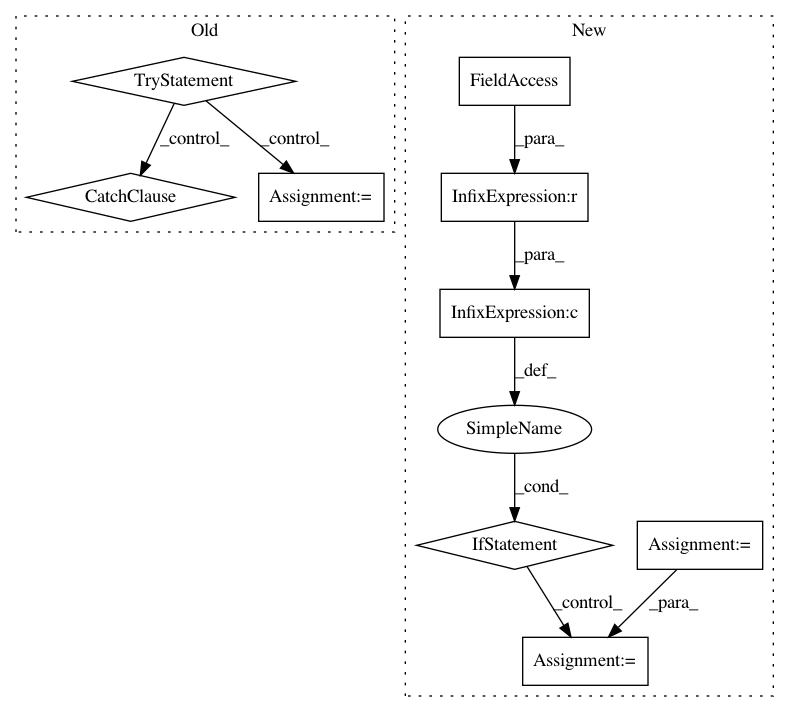 Old
TryStatement
_control_
_control_
CatchClause
Assignment:=
New
FieldAccess
_para_
InfixExpression:r
_para_
InfixExpression:c
_def_
SimpleName
_cond_
IfStatement
Assignment:=
_control_
_para_
Assignment:=